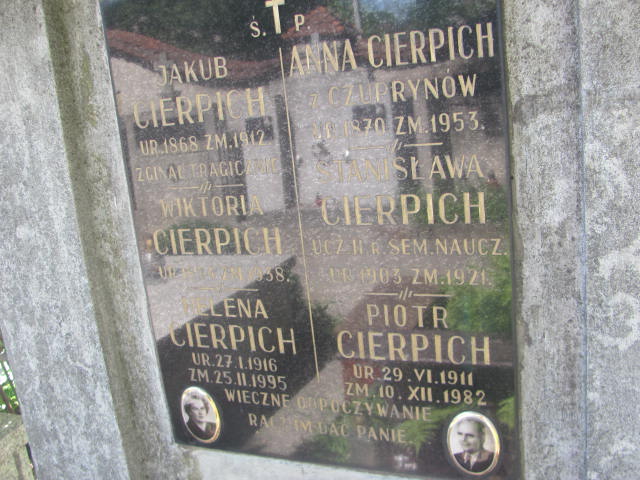 Ś. P.
JAKUB
CIERPICH
UR. 1868 ZM. 1912
ZGINĄŁ TRAGICZNIE
WIKTORIA
CIERPICH
1938.
HELENA
CIERPICH
UR. 27.I.1916
ZM. 25.II.1995
ANNA CIERPICH
Z CZUPRYNÓW
UR. 1870 ZM. 1953.
STANISŁAWA
CIERPICH
UCZ. II R. SEM. NAUCZ.
UR. 1903 ZM. 1921.
PIOTR
CIERPICH
UR. 29.VI.1911
ZM. 10.XII.1982
WIECZNE ODPOCZYWANIE
RACZ IM DAĆ PANIE.